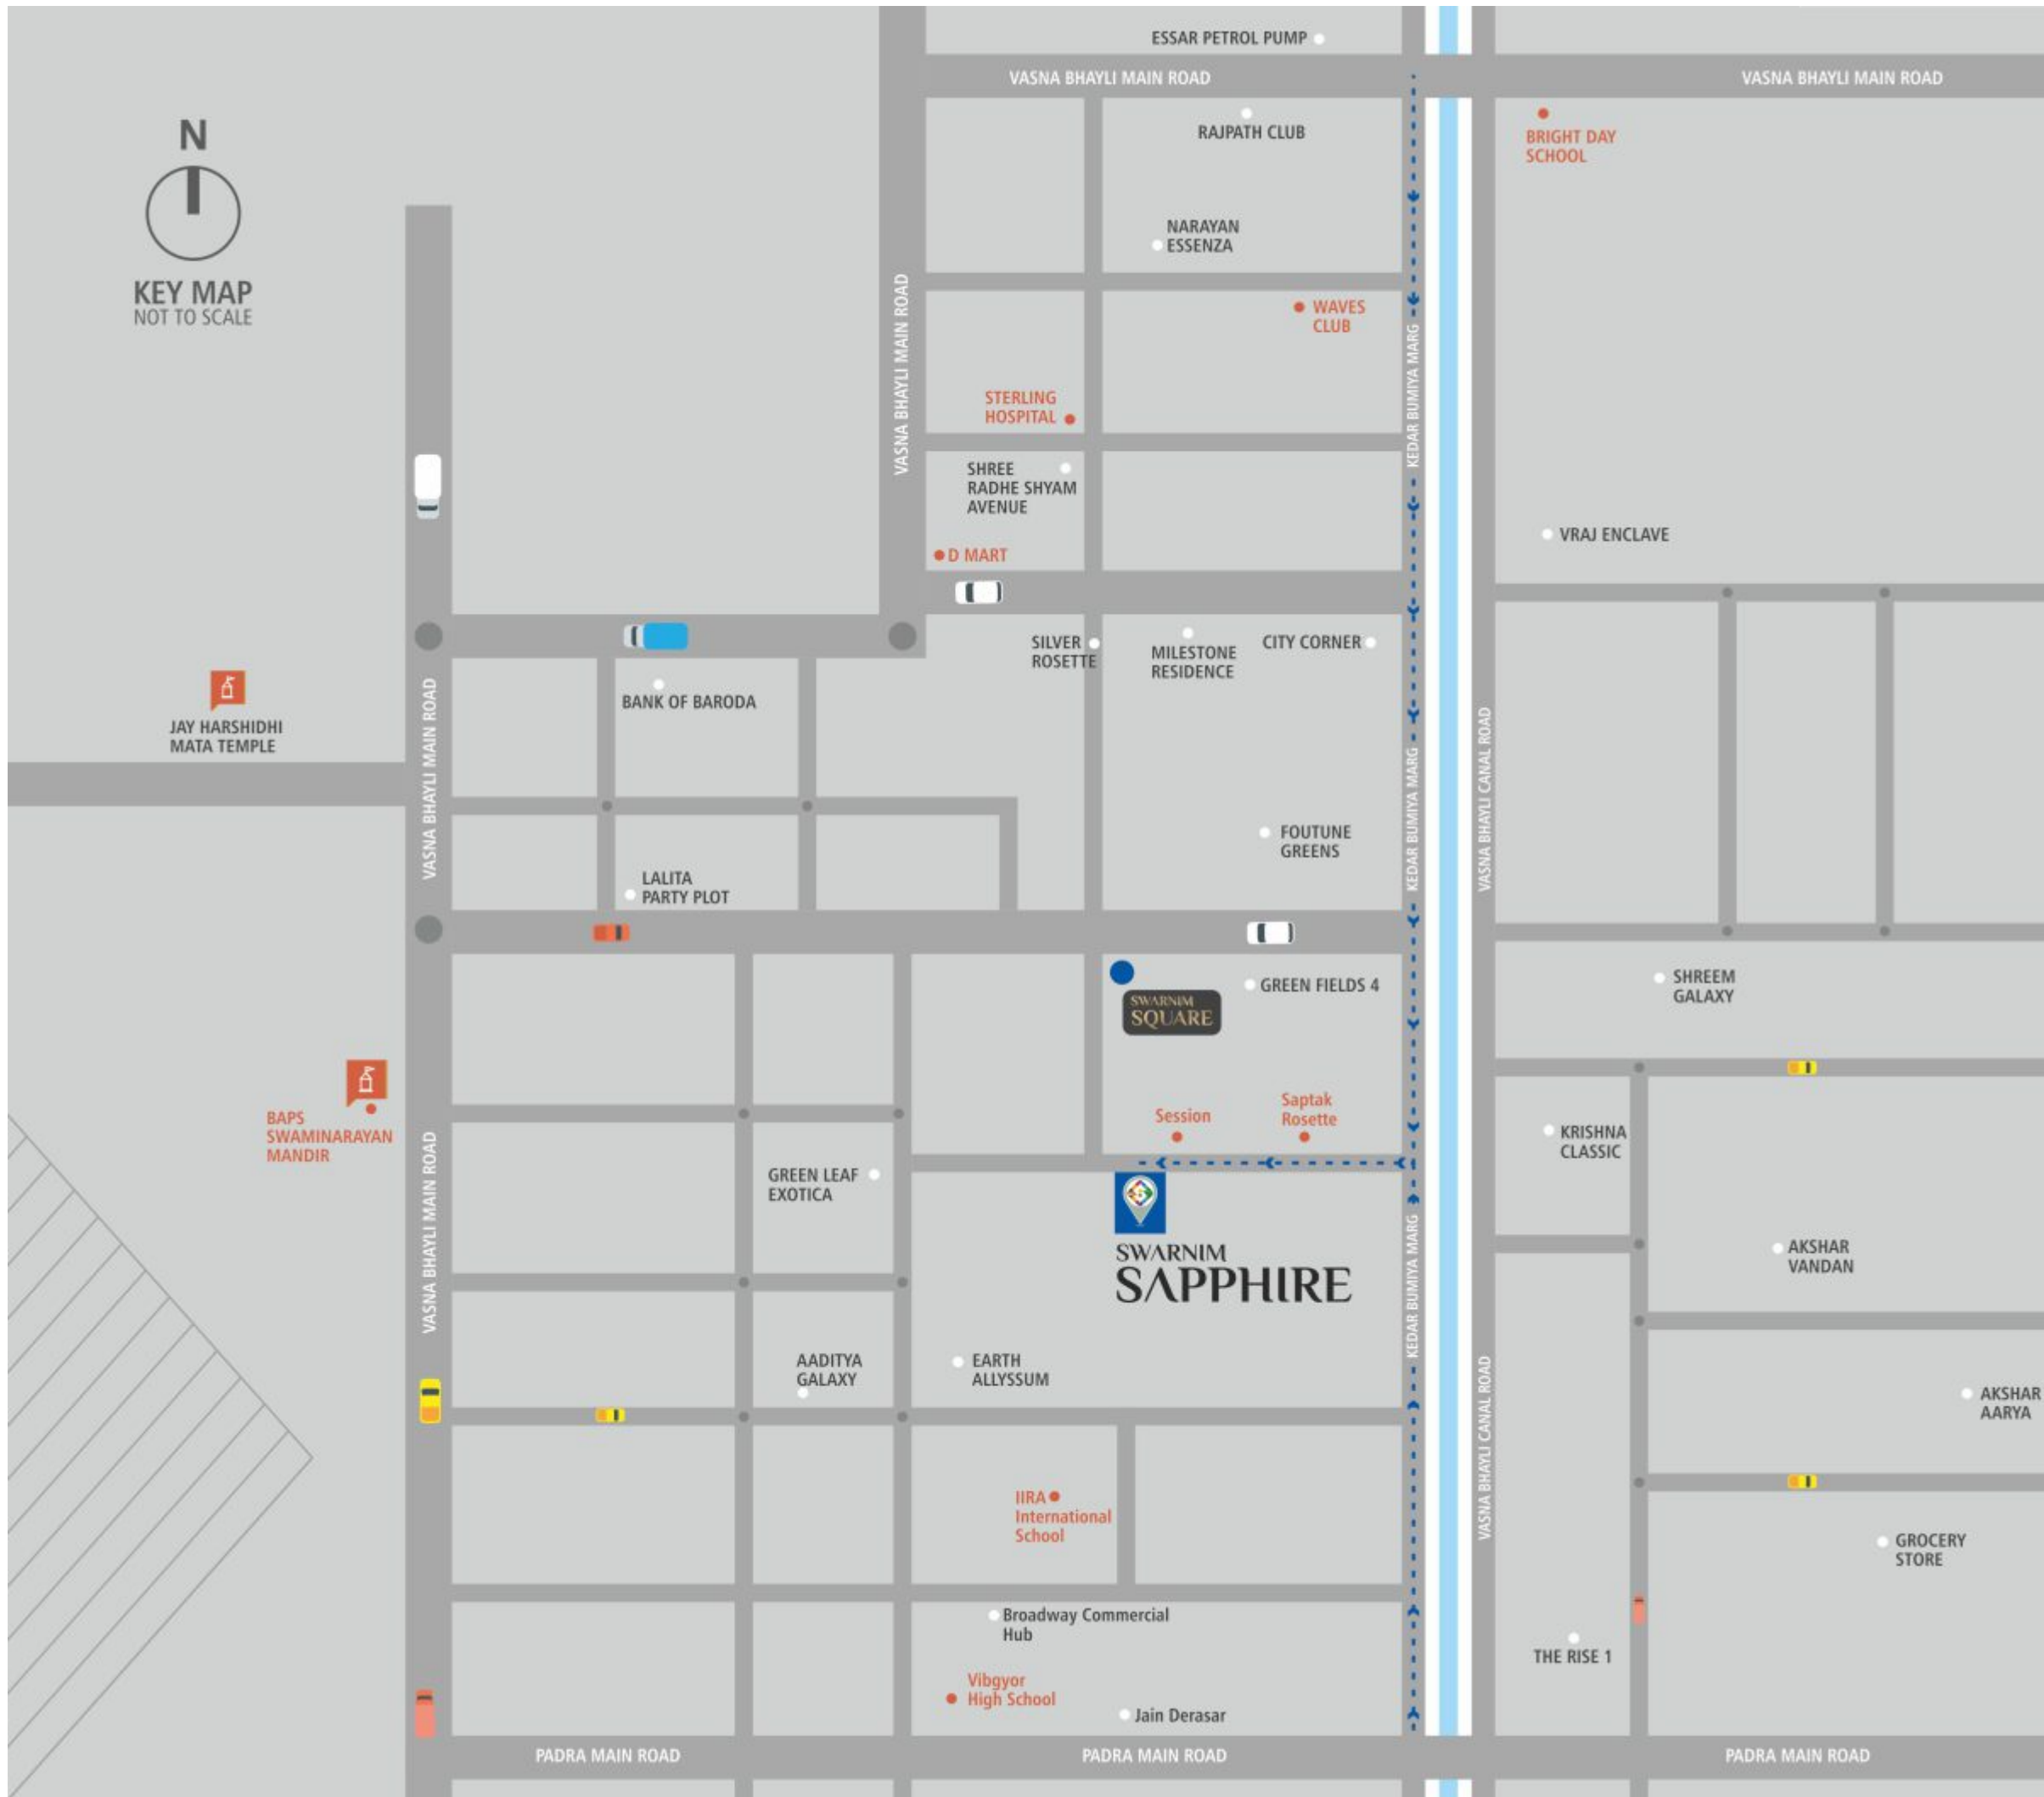 ESSAR PETROL PUMP
VASNA BHAYLI MAIN ROAD
VASNA BHAYLI MAIN ROAD
N
KEY MAP
NOT TO SCALE
RAJPATH CLUB
BRIGHT DAY
SCHOOL
NARAYAN
ESSENZA
WAVES
CLUB
VASNA BHAYLI MAIN ROAD
KEDAR BUMIYA MARG
STERLING
HOSPITAL
SHREE
RADHE SHYAM
AVENUE
D MART
VRAJ ENCLAVE
SILVER
ROSETTE
MILESTONE
RESIDENCE
CITY CORNER
JAY HARSHIDHI
MATA TEMPLE
BANK OF BARODA
VASNA BHAYLI MAIN ROAD
KEDAR BUMIYA MARG
VASNA BHAYLI CANAL ROAD
FOUTUNE
GREENS
LALITA
PARTY PLOT
SWARNIM
SQUARE
GREEN FIELDS 4
SHREEM
GALAXY
BAPS
SWAMINARAYAN
MANDIR
Session
Saptak
Rosette
KRISHNA
CLASSIC
VASNA BHAYLI MAIN ROAD
GREEN LEAF
EXOTICA
SWARNIM
SAPPHIRE
KEDAR BUMIYA MARG
AKSHAR
VANDAN
AADITYA
GALAXY
EARTH
ALLYSSUM
VASNA BHAYLI CANAL ROAD
AKSHAR
AARYA
IIRA
International
School
GROCERY
STORE
Broadway Commercial
Hub
THE RISE 1
Vibgyor
High School
Jain Derasar
PADRA MAIN ROAD
PADRA MAIN ROAD
PADRA MAIN ROAD